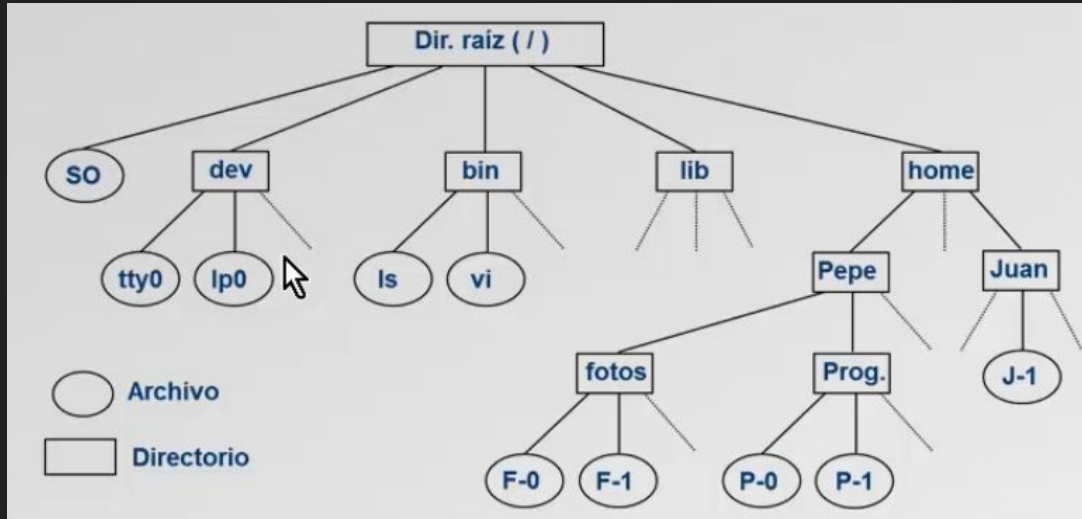 Dir. raíz ( / )
SO
dev
bin
lib
home
tty0
lp0
ls
vi
Pepe
Juan
fotos
Prog.
J-1
Archivo
Directorio
F-0
F-1
P-0
P-1